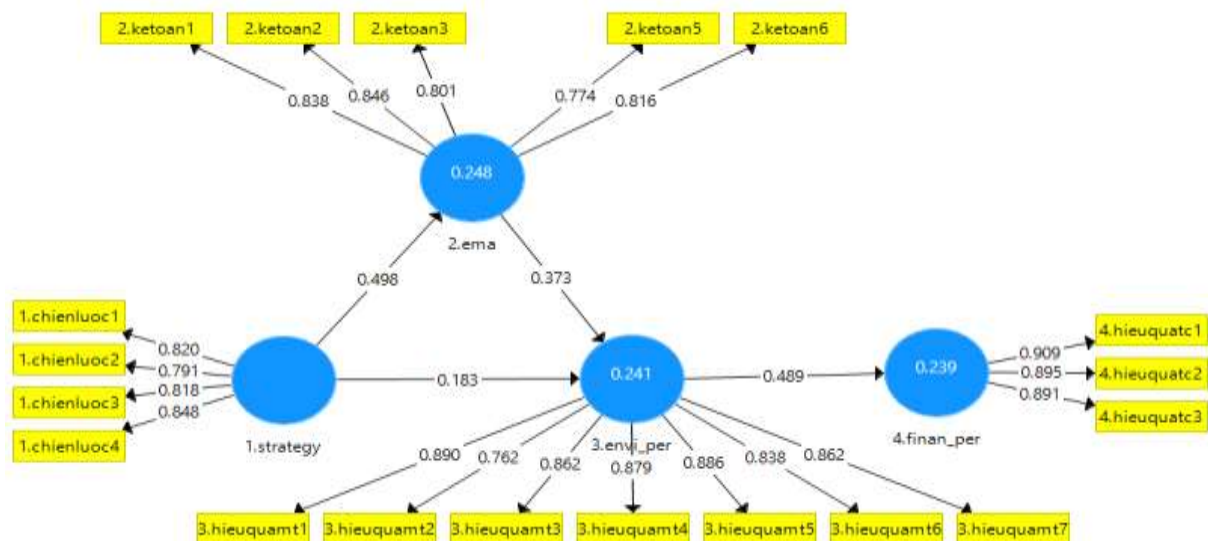 2.ketoan1 2.ketoan2 2.ketoan3 2.ketoan5 2.ketoan6
0.838 0.846 0.801 0.774 0.816
0.248
2.ema
0.498 0.373
1.chienluoc1
1.chienluoc2
1.chienluoc3
1.chienluoc4
0.820
0.791
0.818
0.848
1.strategy
0.183
0.241
3.envi_per
0.489
0.239
4.finan_per
0.909
0.895
0.891
4.hieuquatc1
4.hieuquatc2
4.hieuquatc3
0.890 0.762 0.862 0.879 0.886 0.838 0.862
3.hieuquamt1 3.hieuquamt2 3.hieuquamt3 3.hieuquamt4 3.hieuquamt5 3.hieuquamt6 3.hieuquamt7